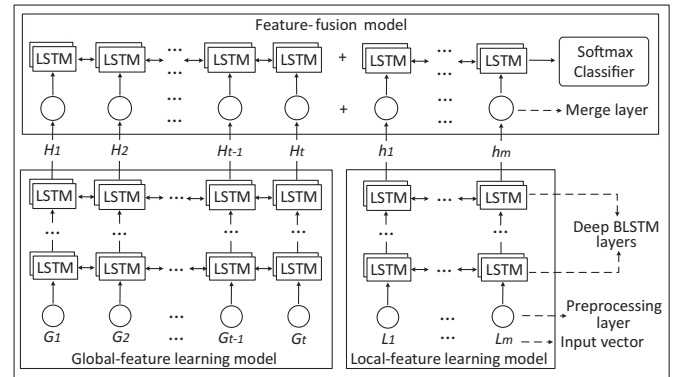 Feature-fusion model
LSTM LSTM ... LSTM LSTM + LSTM ... LSTM Softmax
... ... Classifier
... + ... Merge layer
... ...
H1 H2 Ht-1 Ht h1 hm
LSTM LSTM ... LSTM LSTM LSTM ... LSTM
... ... ... ... ... ... Deep BLSTM
layers
LSTM LSTM ... LSTM LSTM LSTM ... LSTM
... ... Preprocessing
layer
G1 G2 ... Gt-1 Gt L1 ... Lm Input vector
Global-feature learning model Local-feature learning model